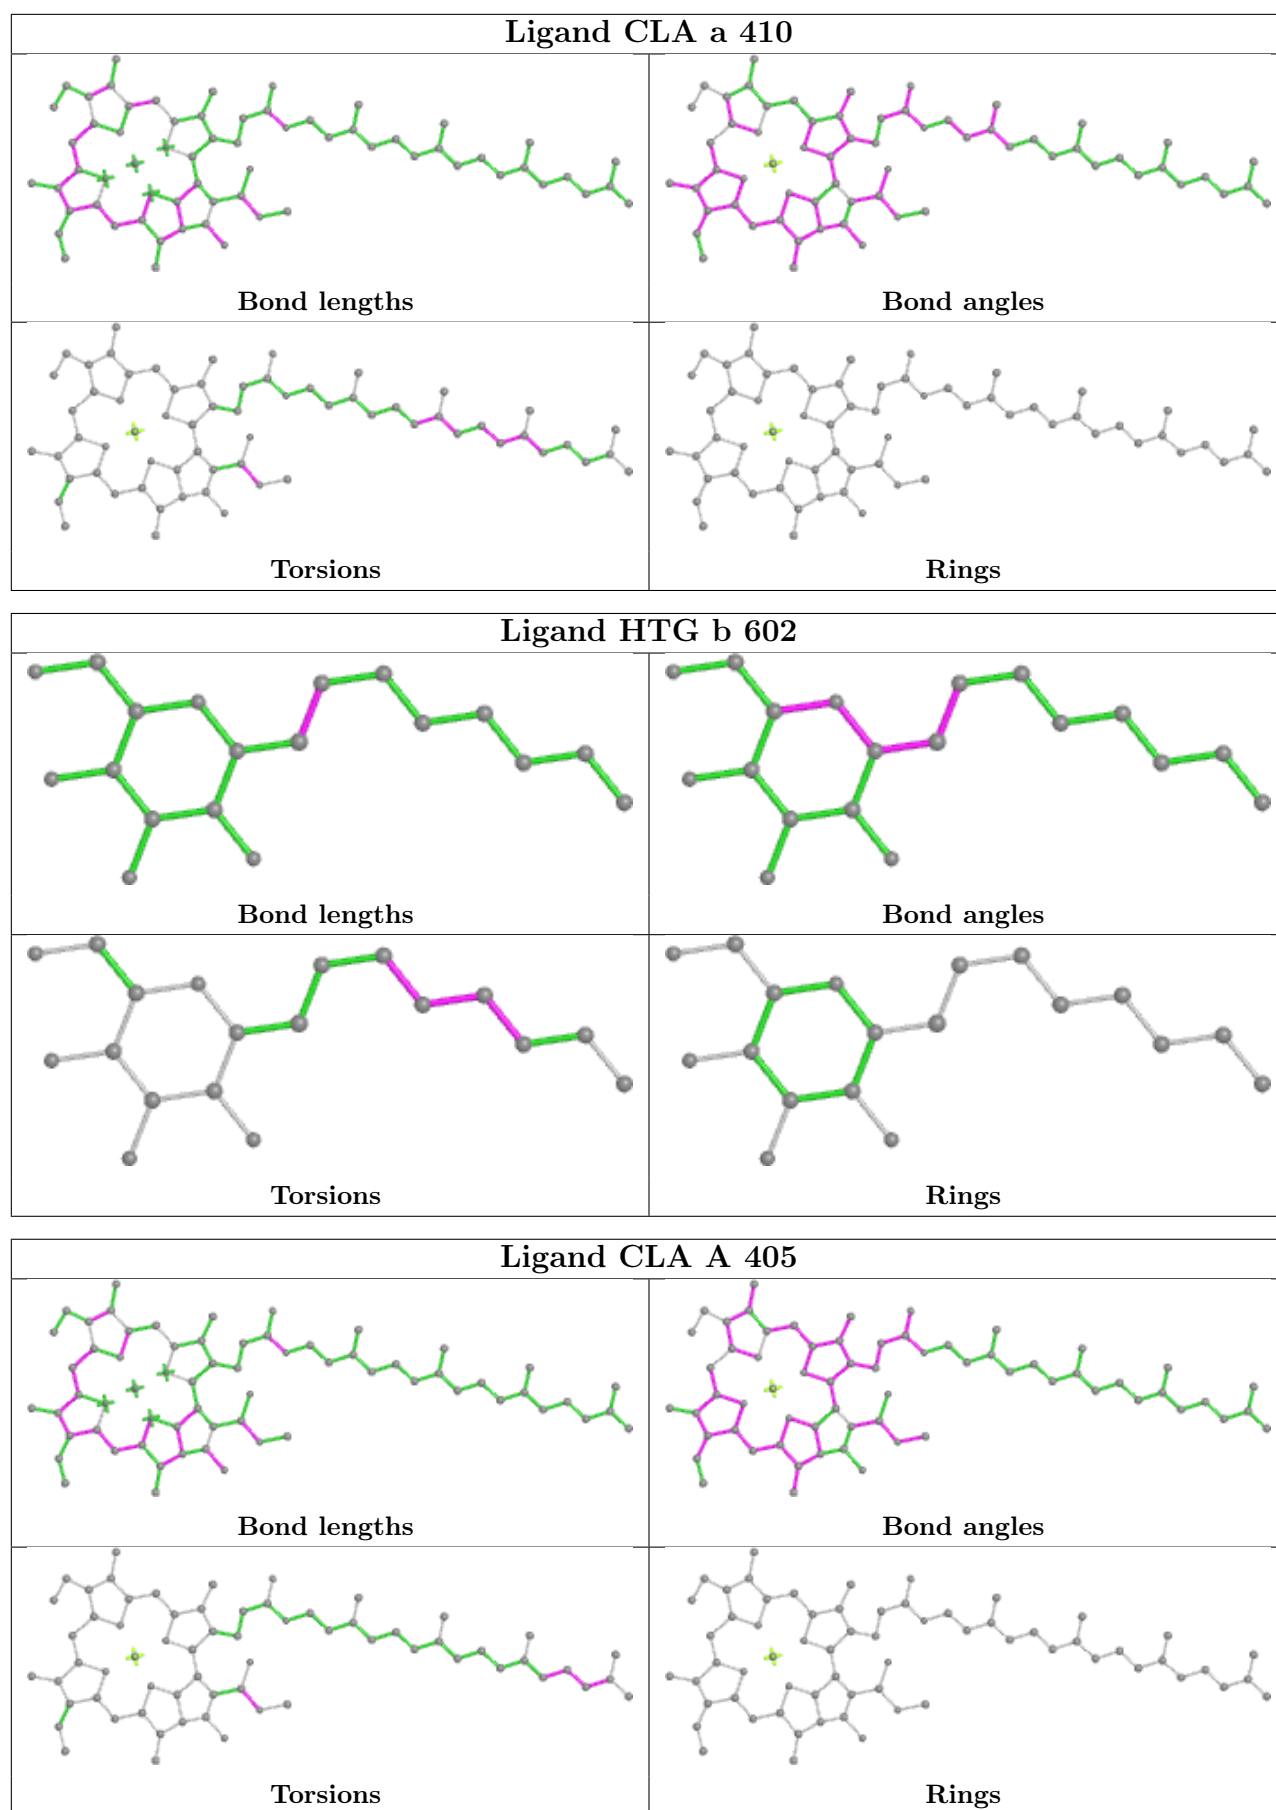 Ligand CLA a 410
Bond lengths
Bond angles
Torsions
Rings
Ligand HTG b 602
Bond lengths
Bond angles
Torsions
Rings
Ligand CLA A 405
Bond lengths
Bond angles
Torsions
Rings